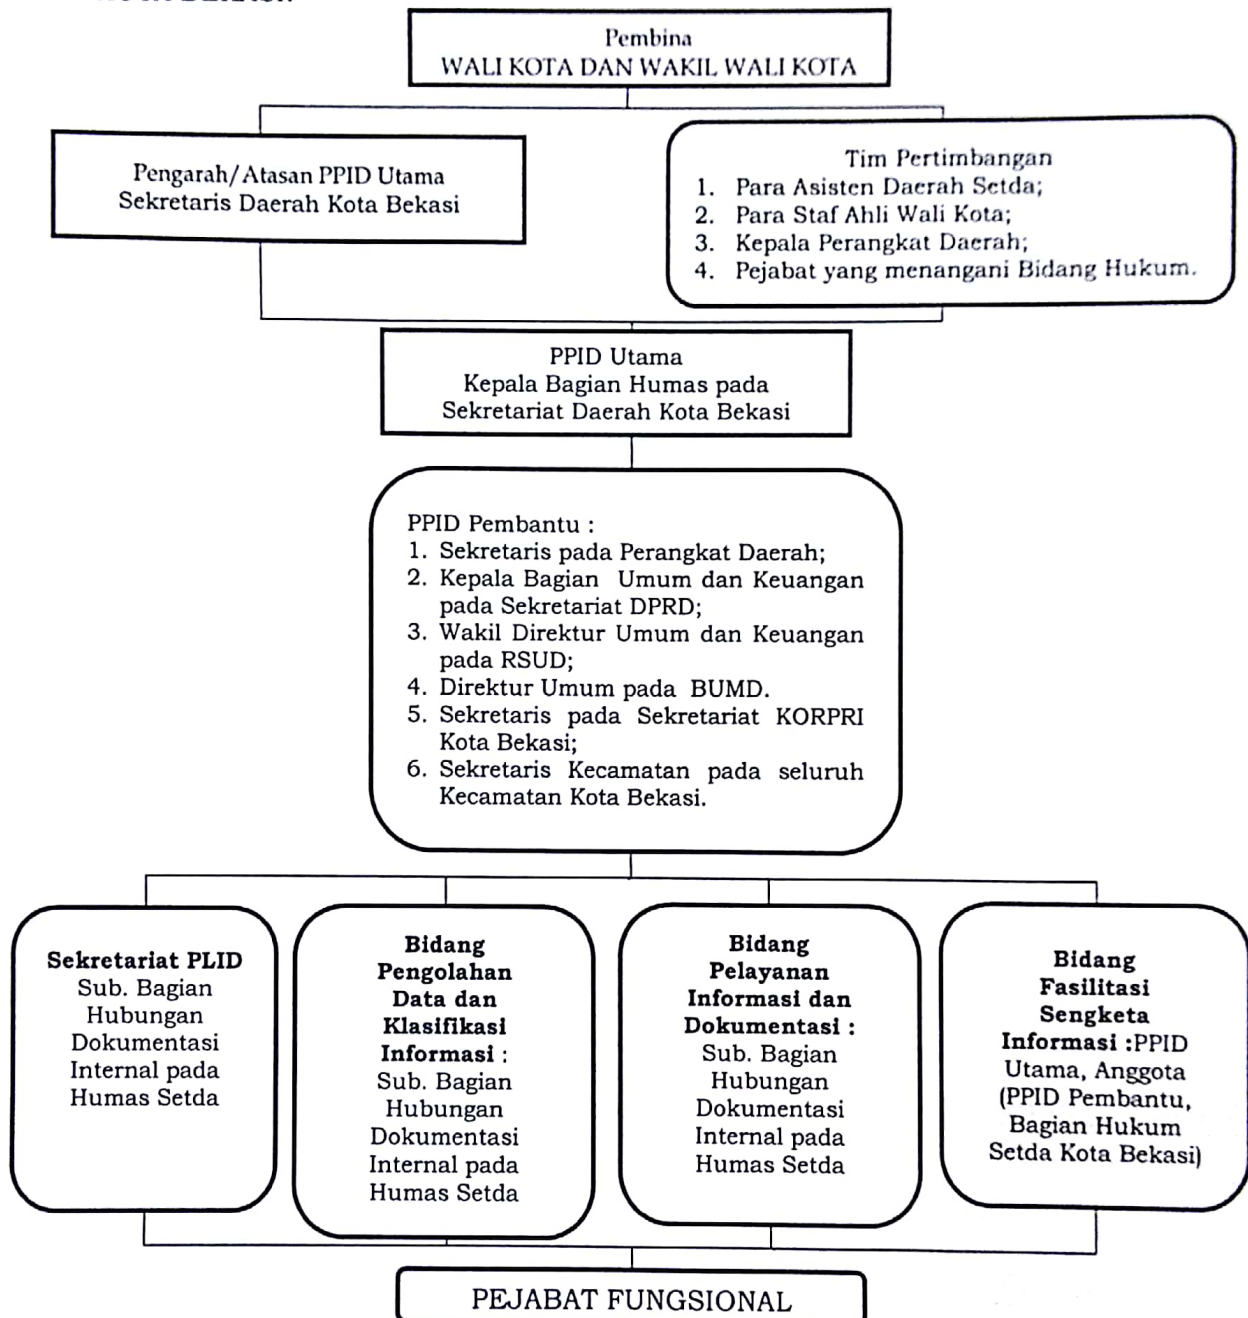 Pembina
WALI KOTA DAN WAKIL WALI KOTA
Pengarah/Atasan PPID Utama
Sekretaris Daerah Kota Bekasi
Tim Pertimbangan
1. Para Asisten Daerah Setda;
2. Para Staf Ahli Wali Kota;
3. Kepala Perangkat Daerah;
4. Pejabat yang menangani Bidang Hukum.
PPID Utama
Kepala Bagian Humas pada
Sekretariat Daerah Kota Bekasi
PPID Pembantu :
1. Sekretaris pada Perangkat Daerah;
2. Kepala Bagian Umum dan Keuangan
pada Sekretariat DPRD;
3. Wakil Direktur Umum dan Keuangan
pada RSUD;
4. Direktur Umum pada BUMD.
5. Sekretaris pada Sekretariat KORPRI
Kota Bekasi;
6. Sekretaris Kecamatan pada seluruh
Kecamatan Kota Bekasi.
Sekretariat PLID
Sub. Bagian
Hubungan
Dokumentasi
Internal pada
Humas Setda
Bidang
Pengolahan
Data dan
Klasifikasi
Informasi :
Sub. Bagian
Hubungan
Dokumentasi
Internal pada
Humas Setda
Bidang
Pelayanan
Informasi dan
Dokumentasi :
Sub. Bagian
Hubungan
Dokumentasi
Internal pada
Humas Setda
Bidang
Fasilitasi
Sengketa
Informasi :PPID
Utama, Anggota
(PPID Pembantu,
Bagian Hukum
Setda Kota Bekasi)
PEJABAT FUNGSIONAL